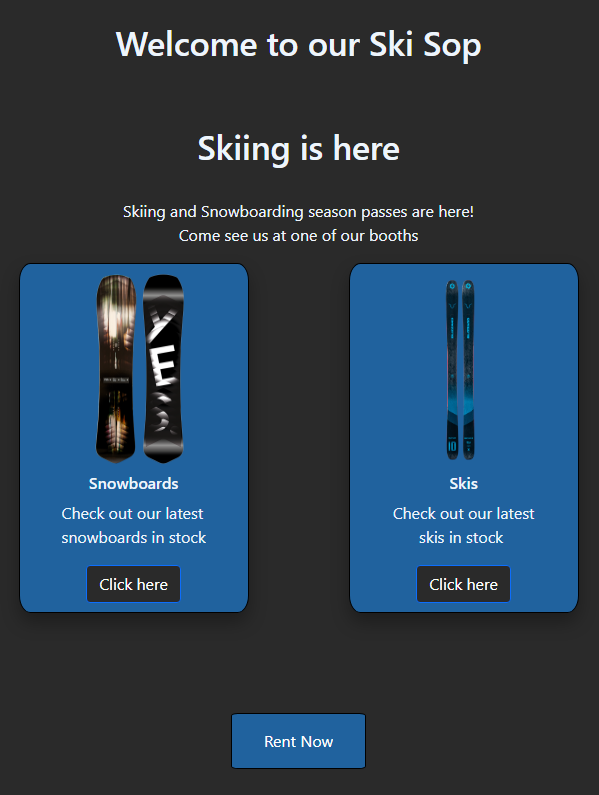 Welcome to our Ski Sop
Skiing is here
Skiing and Snowboarding season passes are here!
Come see us at one of our booths
YES
Snowboards
Check out our latest
snowboards in stock
Click here
Skis
Check out our latest
skis in stock
Click here
Rent Now